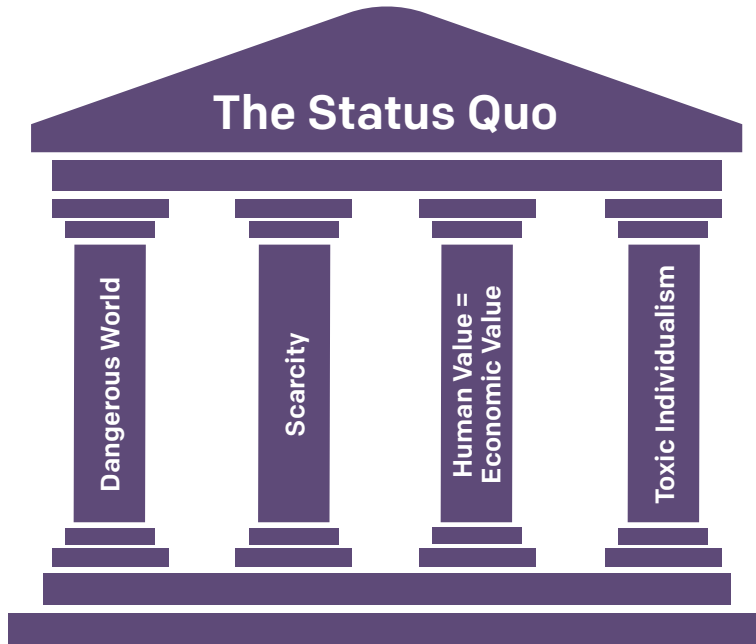 The Status Quo
Dangerous World
Scarcity
Human Value =
Economic Value
Toxic Individualism